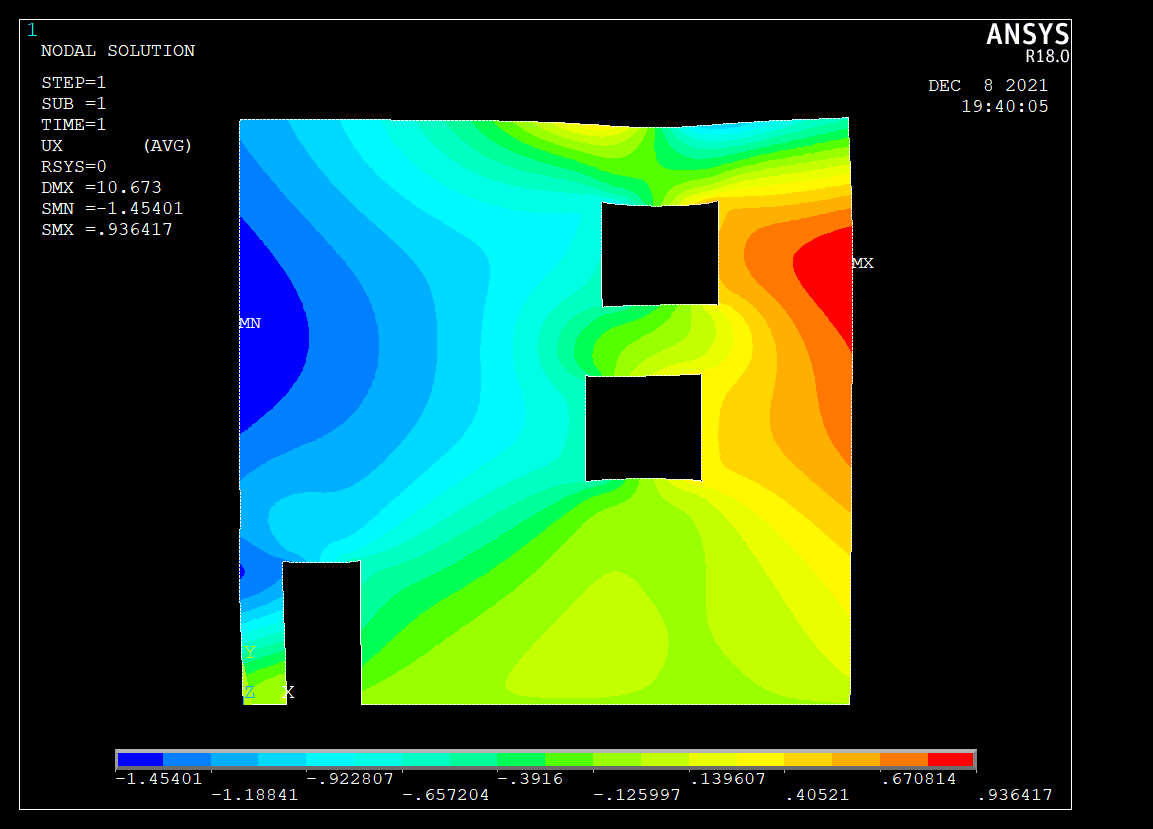 1
NODAL SOLUTION
STEP=1
SUB =1
TIME=1
UX (AVG)
RSYS=0
DMX =10.673
SMN =-1.45401
SMX =.936417
ANSYS
R18.0
DEC 8 2021
19:40:05
MX
MN
Y
Z X
-1.45401 -.922807 -.3916 .139607 .670814
-1.18841 -.657204 -.125997 .40521 .936417